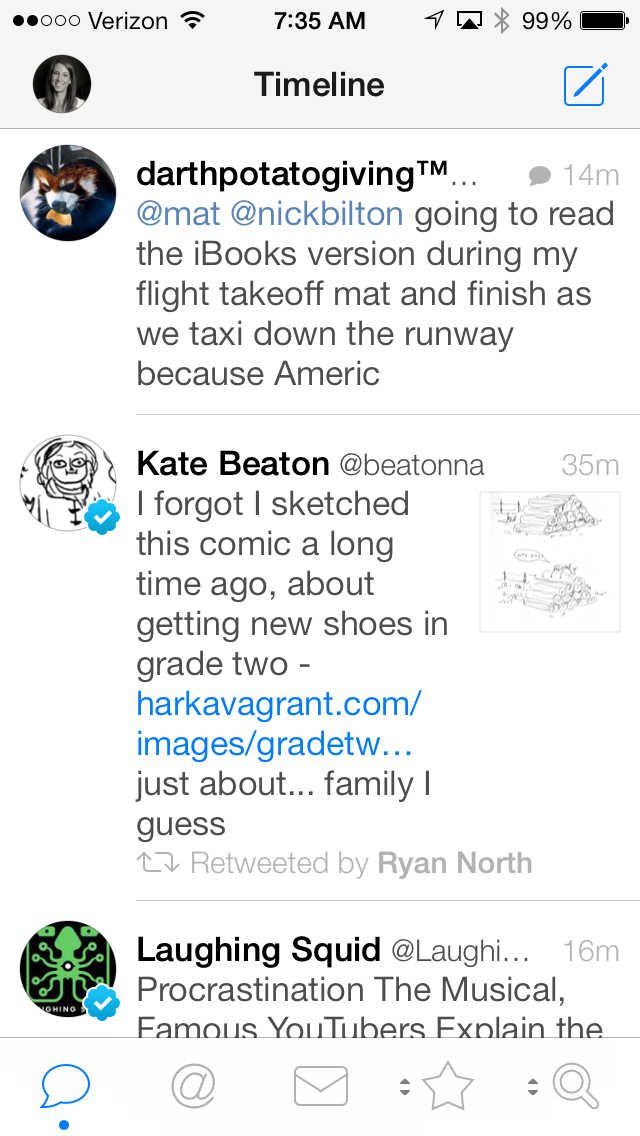 Verizon 7:35 AM 99%
Timeline
darthpotatogiving™... 14m
@mat @nickbilton going to read
the iBooks version during my
flight takeoff mat and finish as
we taxi down the runway
because Americ
Kate Beaton @beatonna 35m
I forgot I sketched
this comic a long
time ago, about
getting new shoes in
grade two -
harkavagrant.com/
images/gradetw...
just about... family I
guess
Retweeted by Ryan North
Laughing Squid @Laughi... 16m
Procrastination The Musical,
Famous YouTubers Explain the
@